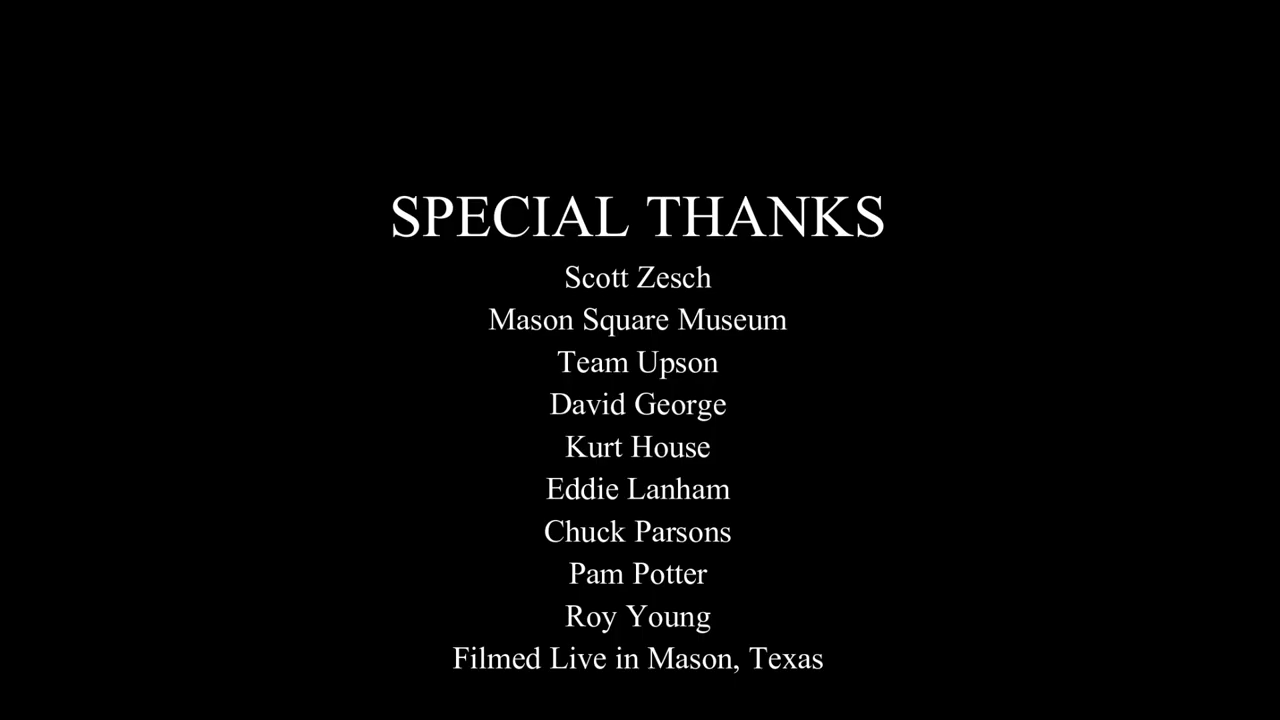 SPECIAL THANKS
Scott Zesch
Mason Square Museum
Team Upson
David George
Kurt House
Eddie Lanham
Chuck Parsons
Pam Potter
Roy Young
Filmed Live in Mason, Texas